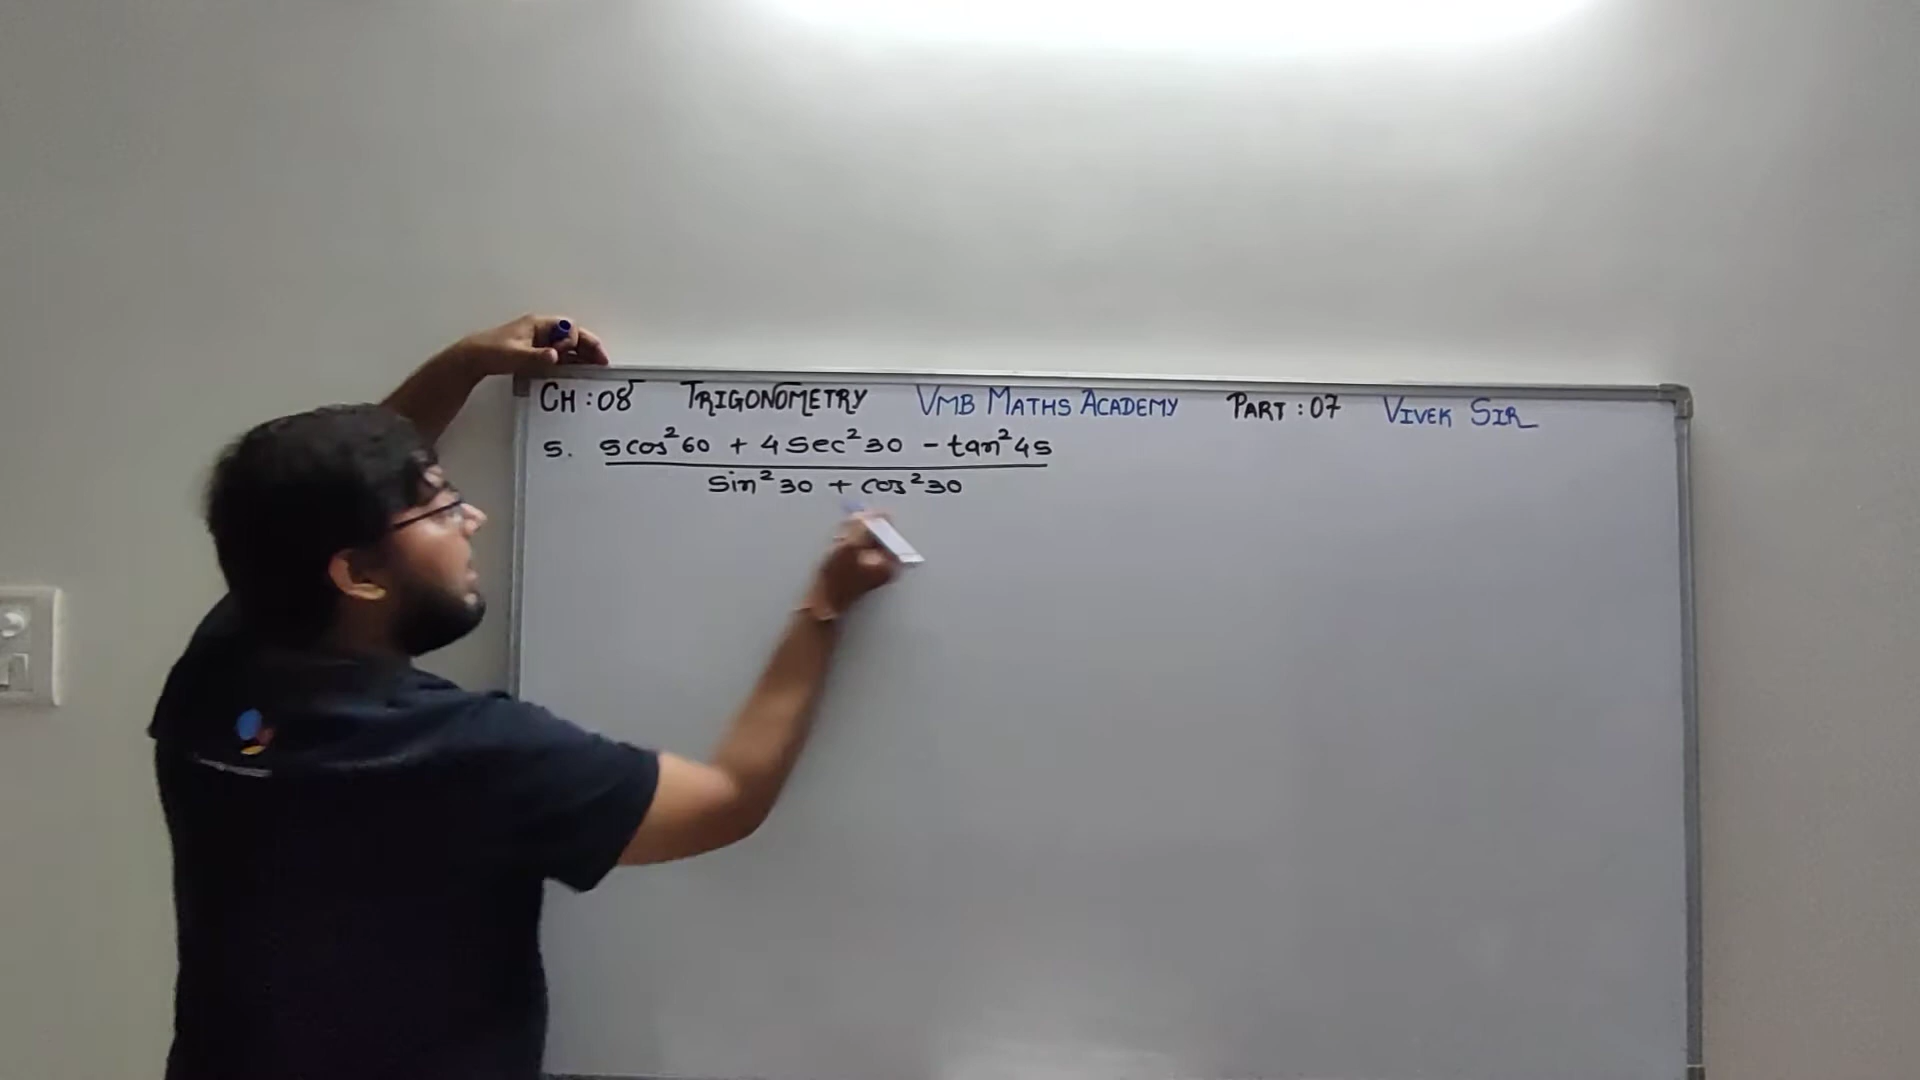 CH : 08 TRIGONOMETRY VMB MATHS ACADEMY PART : 07 VIVEK SIR
5. 5cos²60 + 4sec²30 - tan²45
sin²30 + cos²30